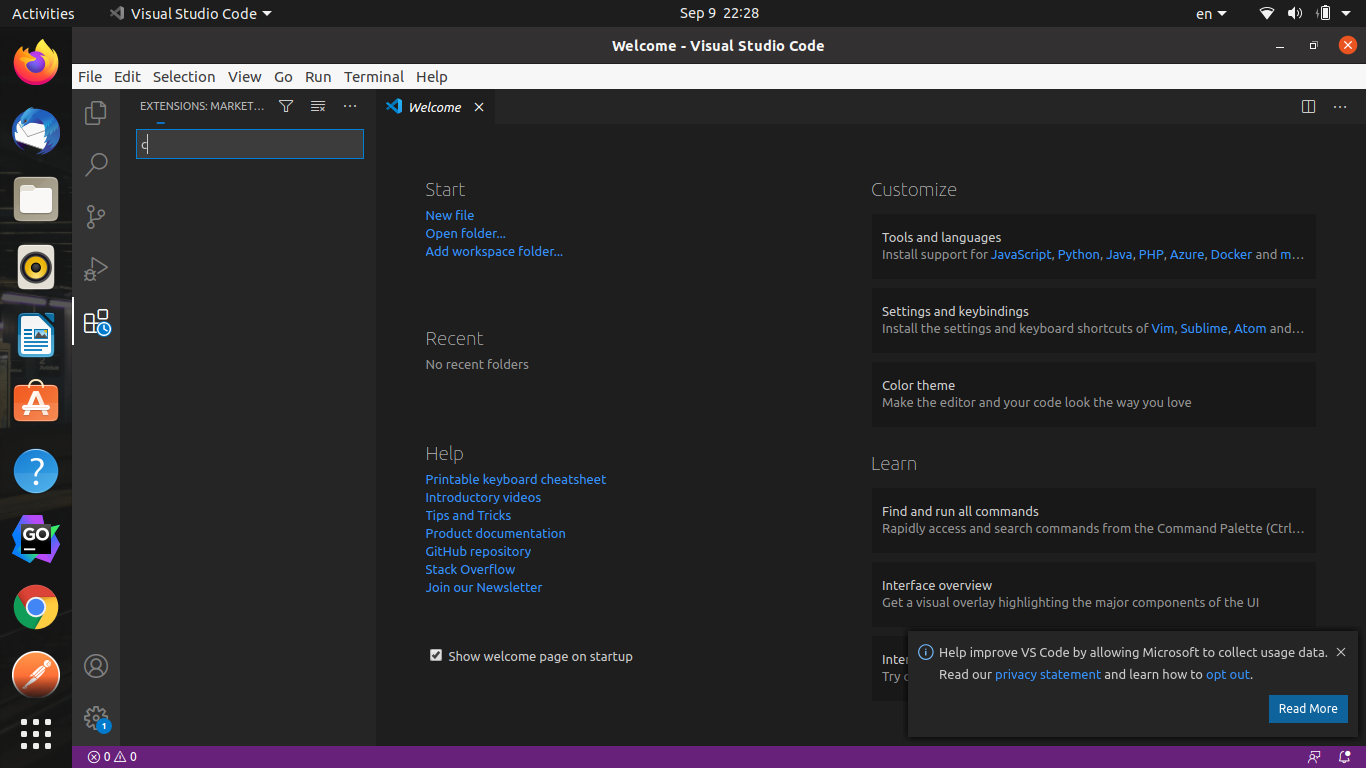 Activities
Visual Studio Code
Sep 9 22:28
en
Welcome - Visual Studio Code
File Edit Selection View Go Run Terminal Help
EXTENSIONS: MARKET...
c
Welcome
Start
New file
Open folder...
Add workspace folder...
Recent
No recent folders
Help
Printable keyboard cheatsheet
Introductory videos
Tips and Tricks
Product documentation
GitHub repository
Stack Overflow
Join our Newsletter
Show welcome page on startup
Customize
Tools and languages
Install support for JavaScript, Python, Java, PHP, Azure, Docker and m...
Settings and keybindings
Install the settings and keyboard shortcuts of Vim, Sublime, Atom and...
Color theme
Make the editor and your code look the way you love
Learn
Find and run all commands
Rapidly access and search commands from the Command Palette (Ctrl...
Interface overview
Get a visual overlay highlighting the major components of the UI
Inter
Try
Help improve VS Code by allowing Microsoft to collect usage data.
Read our privacy statement and learn how to opt out.
Read More
GO
1
0 0